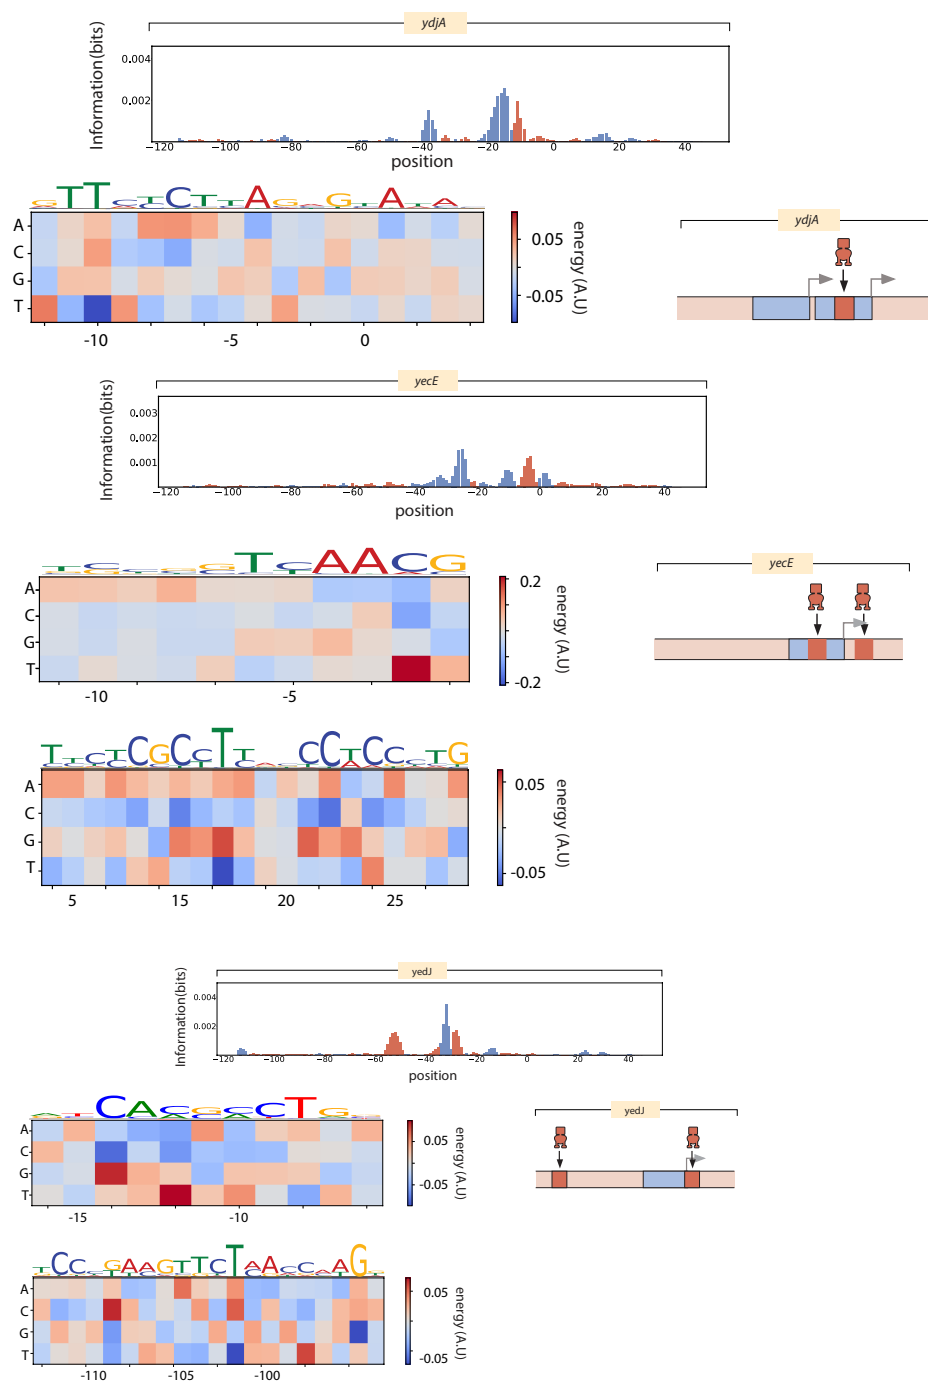 ydjA
Information(bits)
0.004
0.002
−120 −100 −80 −60 −40 −20 0 20 40
position
A
C
G
T
-10 -5 0
0.05
-0.05
energy (A.U)
ydjA
yecE
Information(bits)
0.003
0.002
0.001
−120 −100 −80 −60 −40 −20 0 20 40
position
A
C
G
T
-10 -5
0.2
-0.2
energy (A.U)
yecE
A
C
G
T
5 15 20 25
0.05
-0.05
energy (A.U)
yedJ
Information(bits)
0.004
0.002
−120 −100 −80 −60 −40 −20 0 20 40
position
A
C
G
T
-15 -10
0.05
-0.05
energy (A.U)
yedJ
A
C
G
T
-110 -105 -100
0.05
-0.05
energy (A.U)